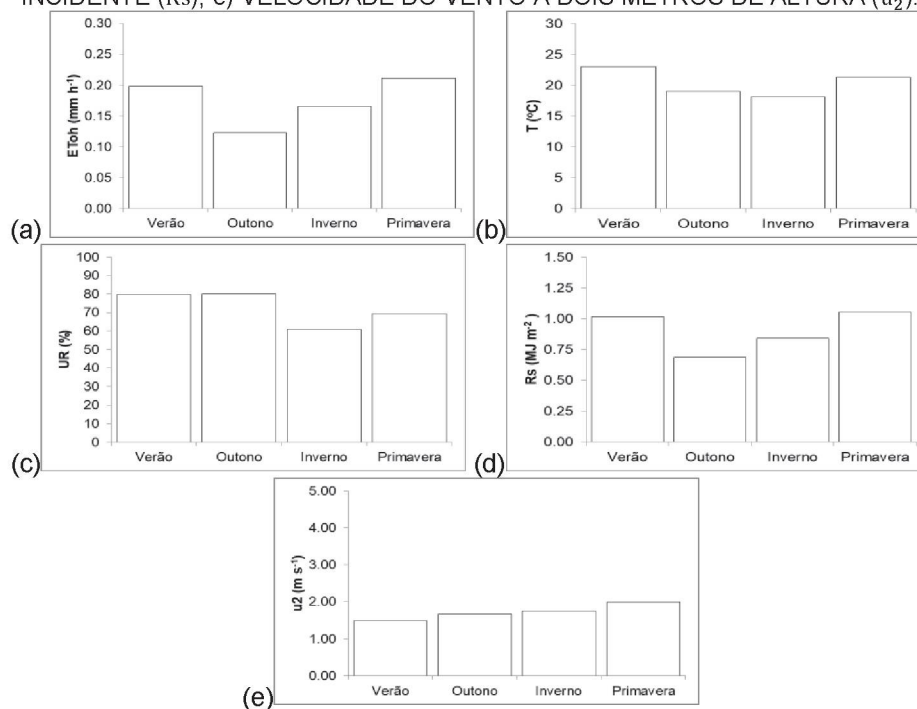 INCIDENTE (Rs); e) VELOCIDADE DO VENTO A DOIS METROS DE ALTURA (u2).
0.30
0.25
0.20
0.15
0.10
0.05
0.00
EToh (mm h-1)
Verão Outono Inverno Primavera
(a)
30
25
20
15
10
5
0
T (ºC)
Verão Outono Inverno Primavera
(b)
100
90
80
70
60
50
40
30
20
10
0
UR (%)
Verão Outono Inverno Primavera
(c)
1.50
1.25
1.00
0.75
0.50
0.25
0.00
Rs (MJ m-2 )
Verão Outono Inverno Primavera
(d)
5.00
4.00
3.00
2.00
1.00
0.00
u2 (m s-1)
Verão Outono Inverno Primavera
(e)